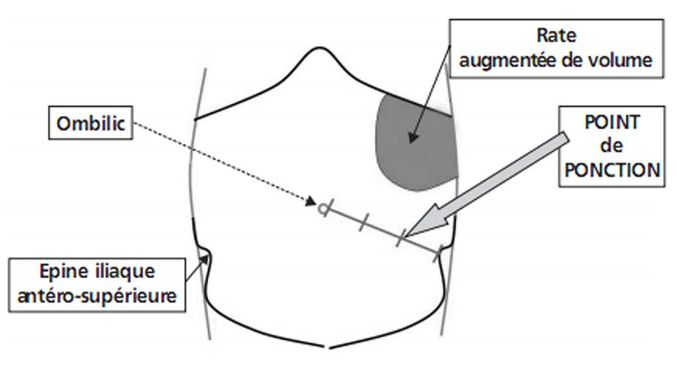 Rate
augmentée de volume
Ombilic
POINT
de
PONCTION
Epine iliaque
antéro-supérieure